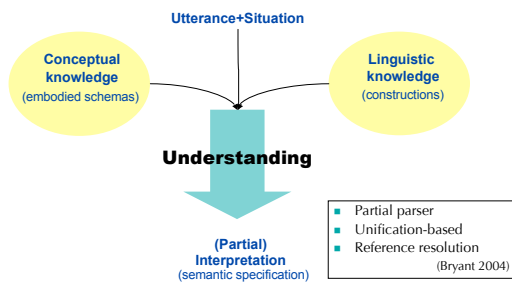 Utterance+Situation
Conceptual
knowledge
(embodied schemas)
Linguistic
knowledge
(constructions)
Understanding
(Partial)
Interpretation
(semantic specification)
Partial parser
Unification-based
Reference resolution
(Bryant 2004)